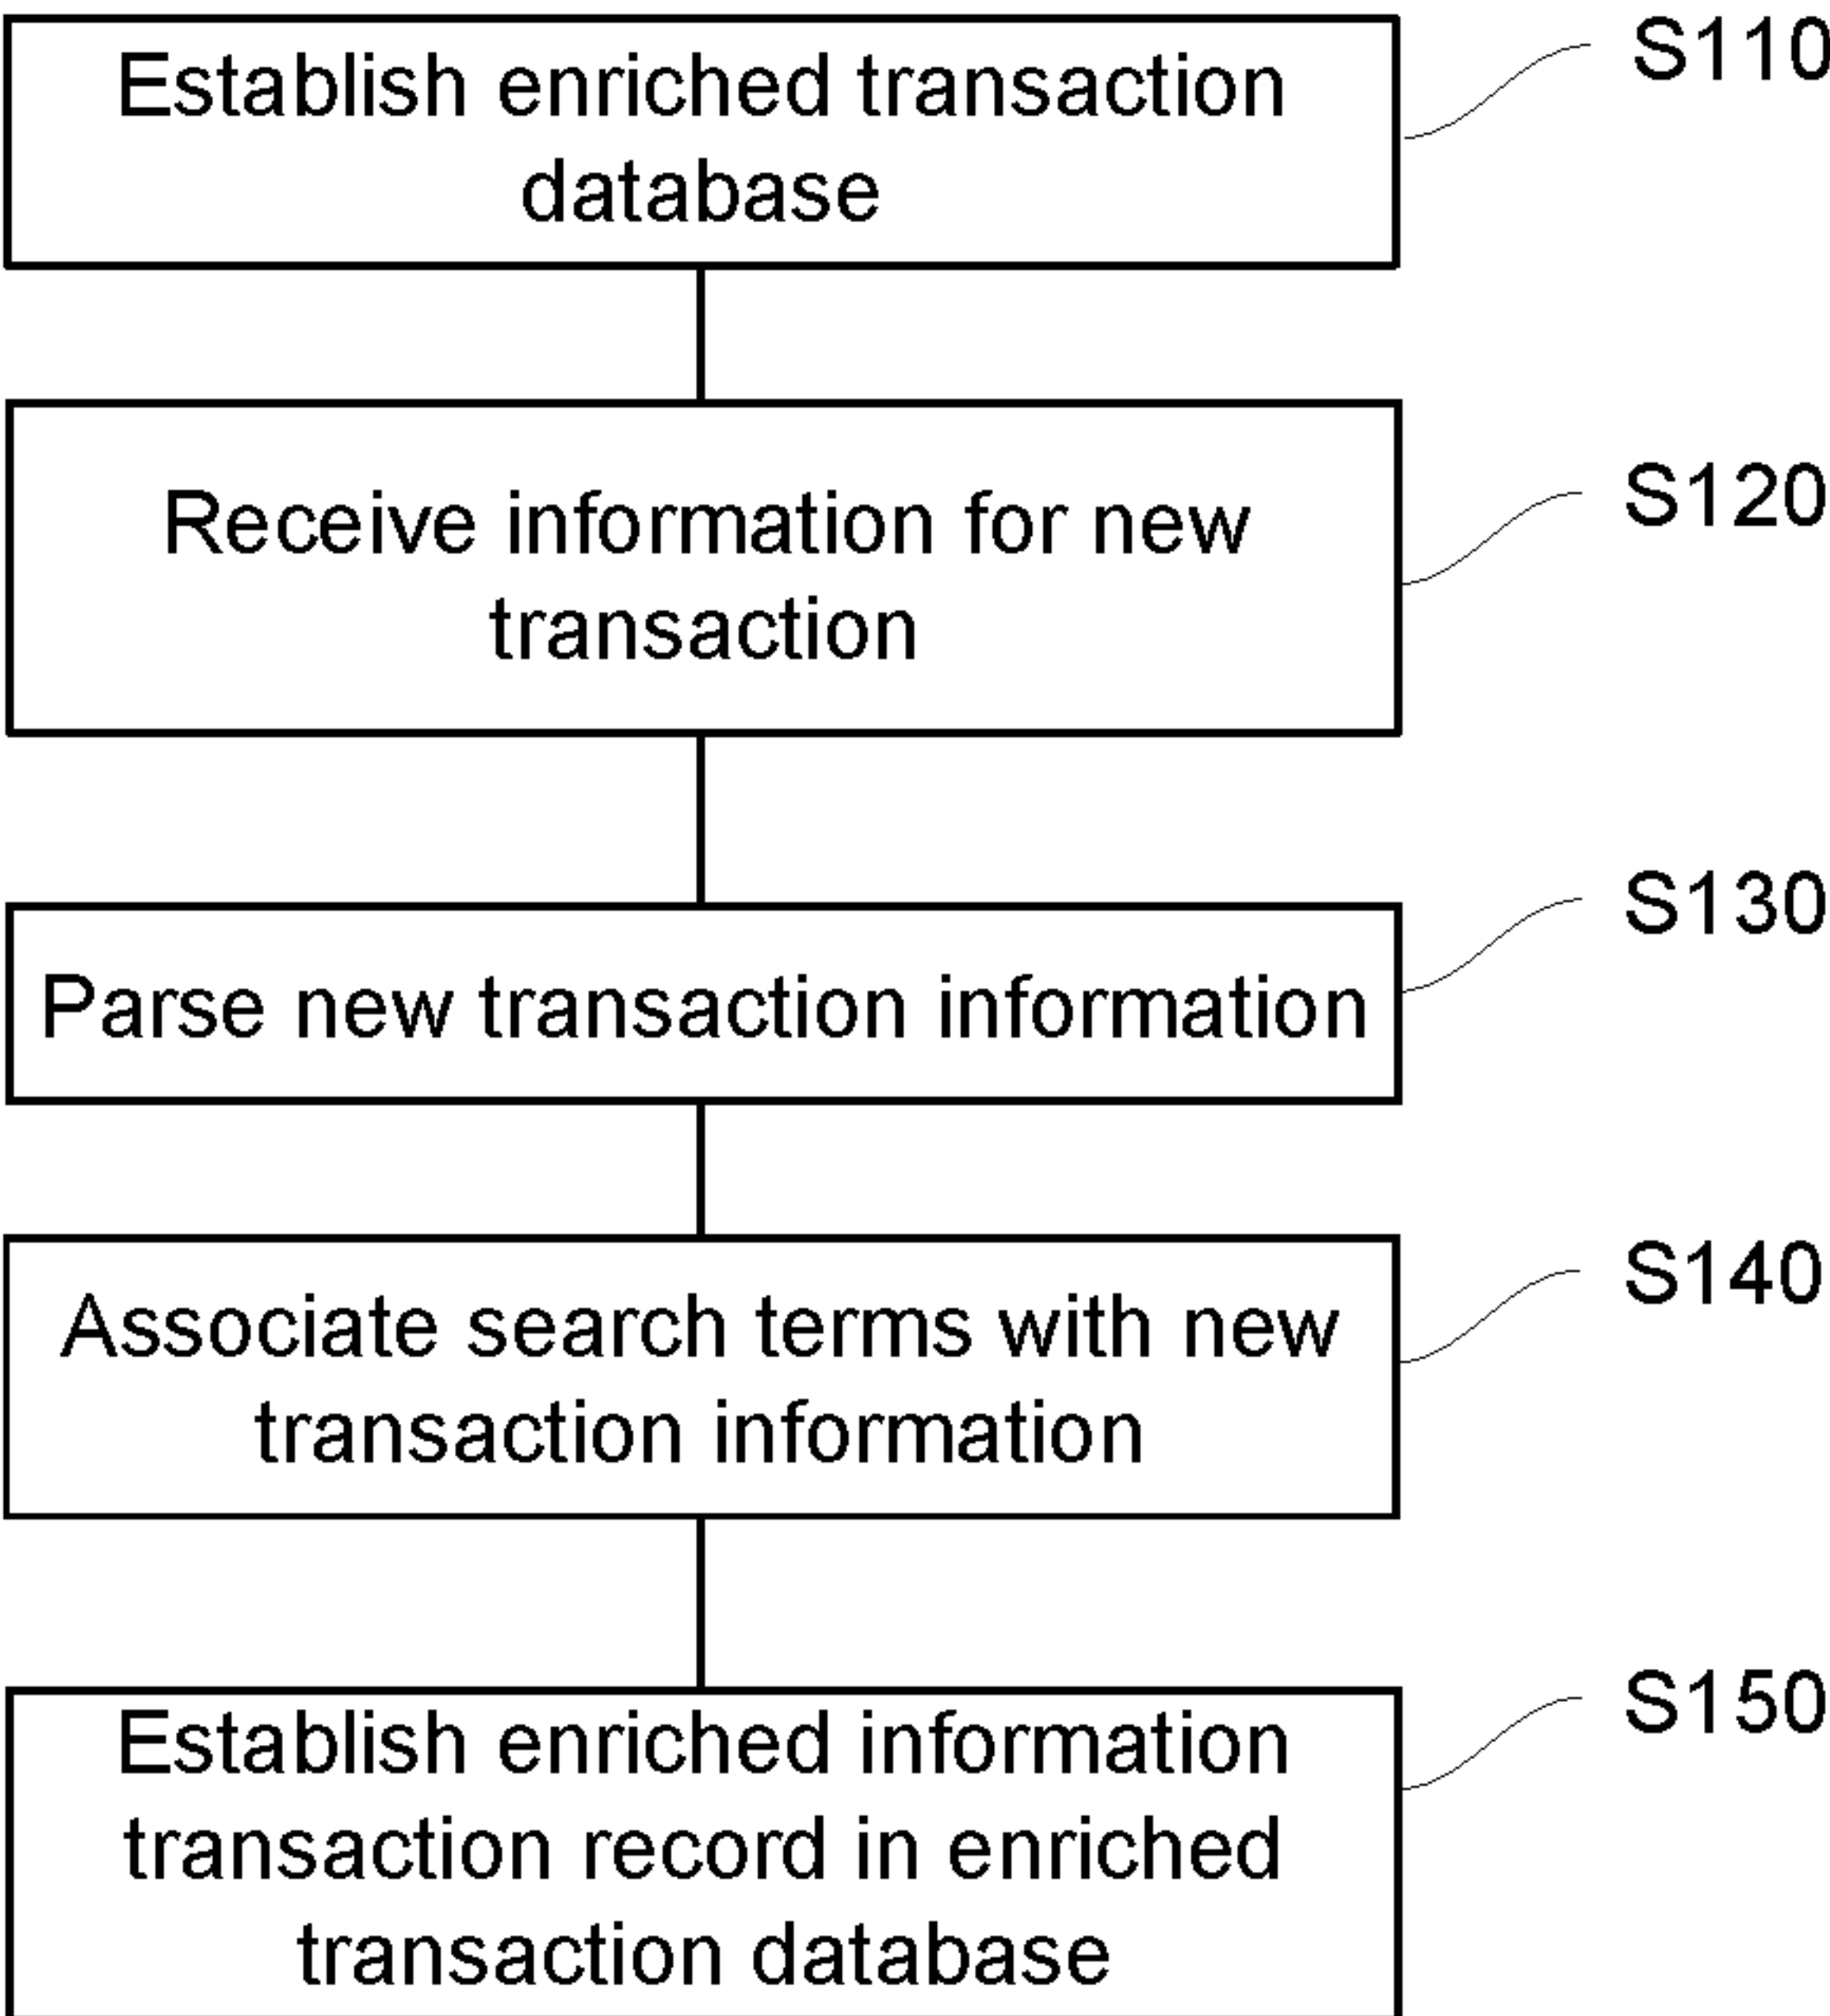 Establish enriched transaction
database
S110
Receive information for new
transaction
S120
Parse new transaction information
S130
Associate search terms with new
transaction information
S140
Establish enriched information
transaction record in enriched
transaction database
S150